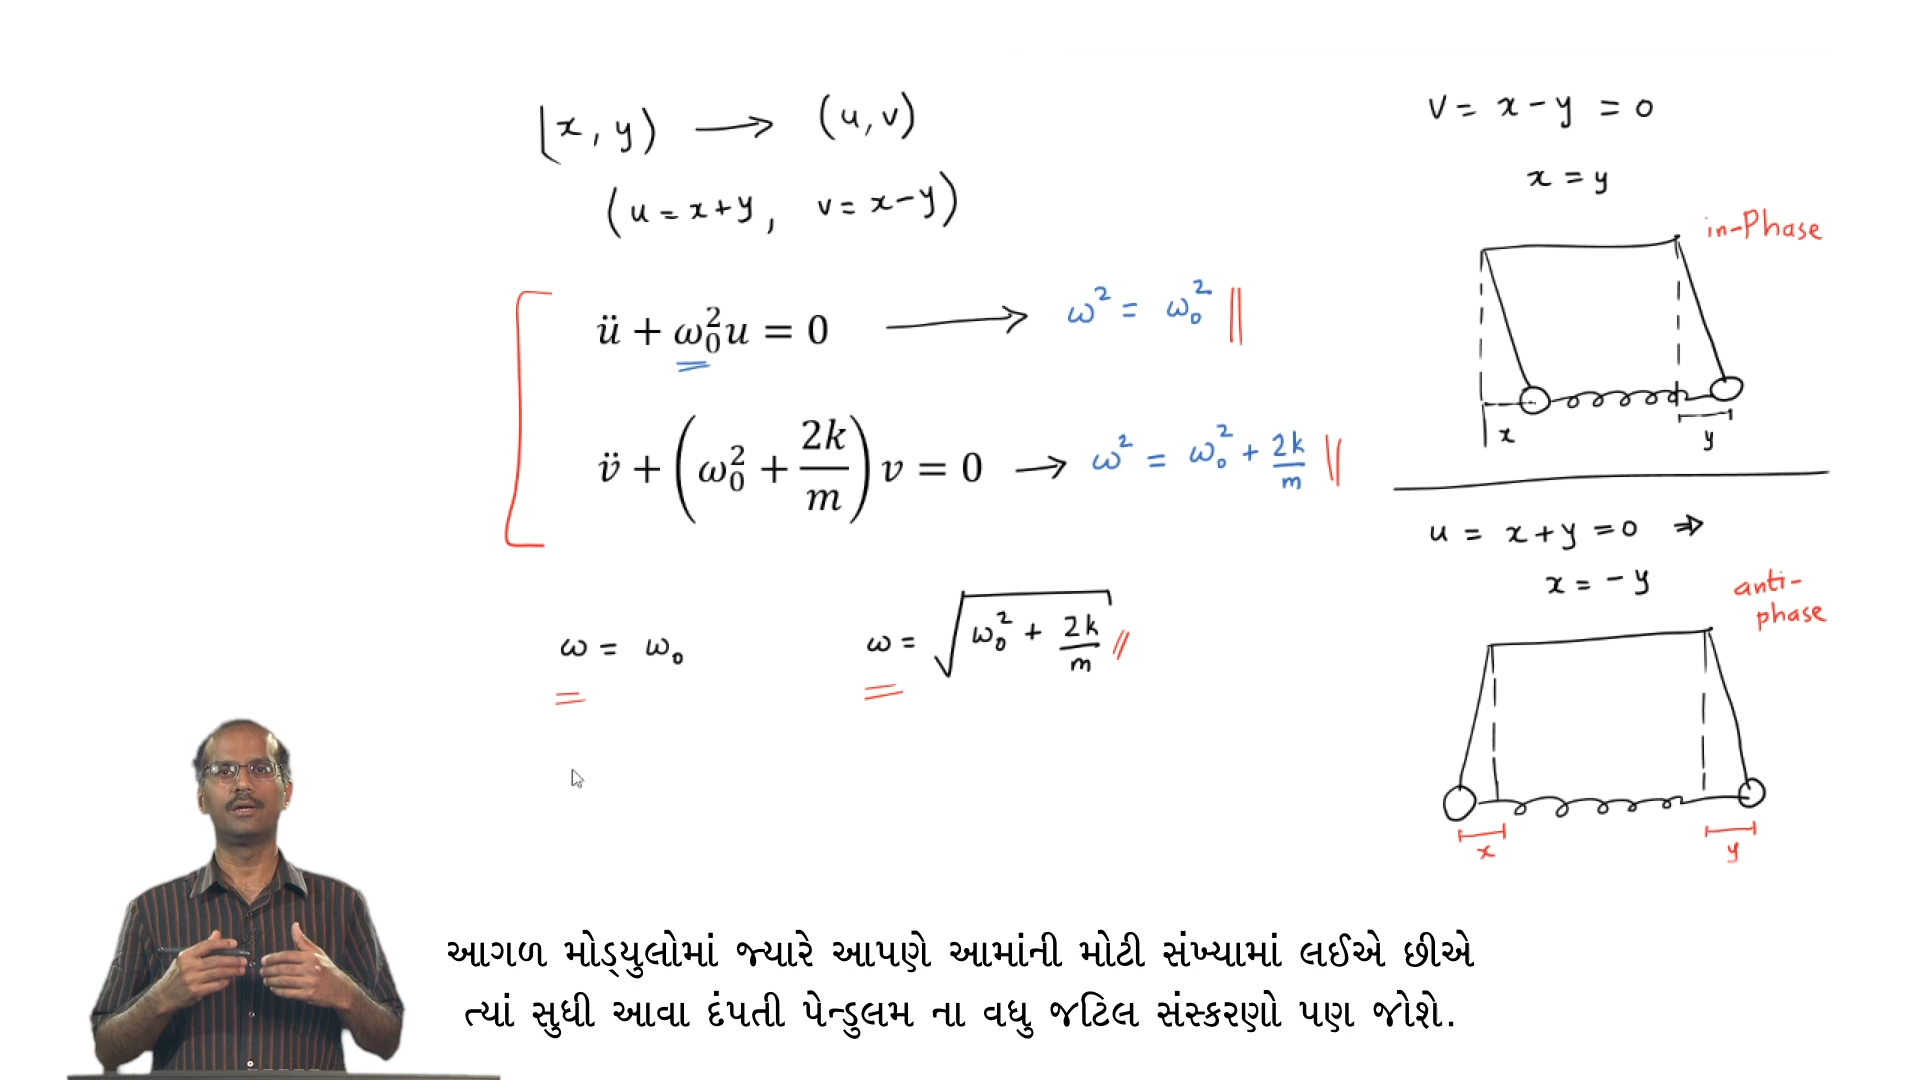 (x, y) ⟶ (u, v)
(u = x+y, v = x-y)
ü + ω₀²u = 0 ⟶ ω² = ω₀²
v̈ + (ω₀² + 2k/m) v = 0 → ω² = ω₀² + 2k/m
ω = ω₀ ω = √(ω₀² + 2k/m)
v = x - y = 0
x = y
in-Phase
x y
u = x + y = 0 ⇒
x = - y
anti-
phase
x y
આગળ મોડ્યુલોમાં જ્યારે આપણે આમાંની મોટી સંખ્યામાં લઈએ છીએ
ત્યાં સુધી આવા દંપતી પેન્ડુલમ ના વધુ જટિલ સંસ્કરણો પણ જોશે.